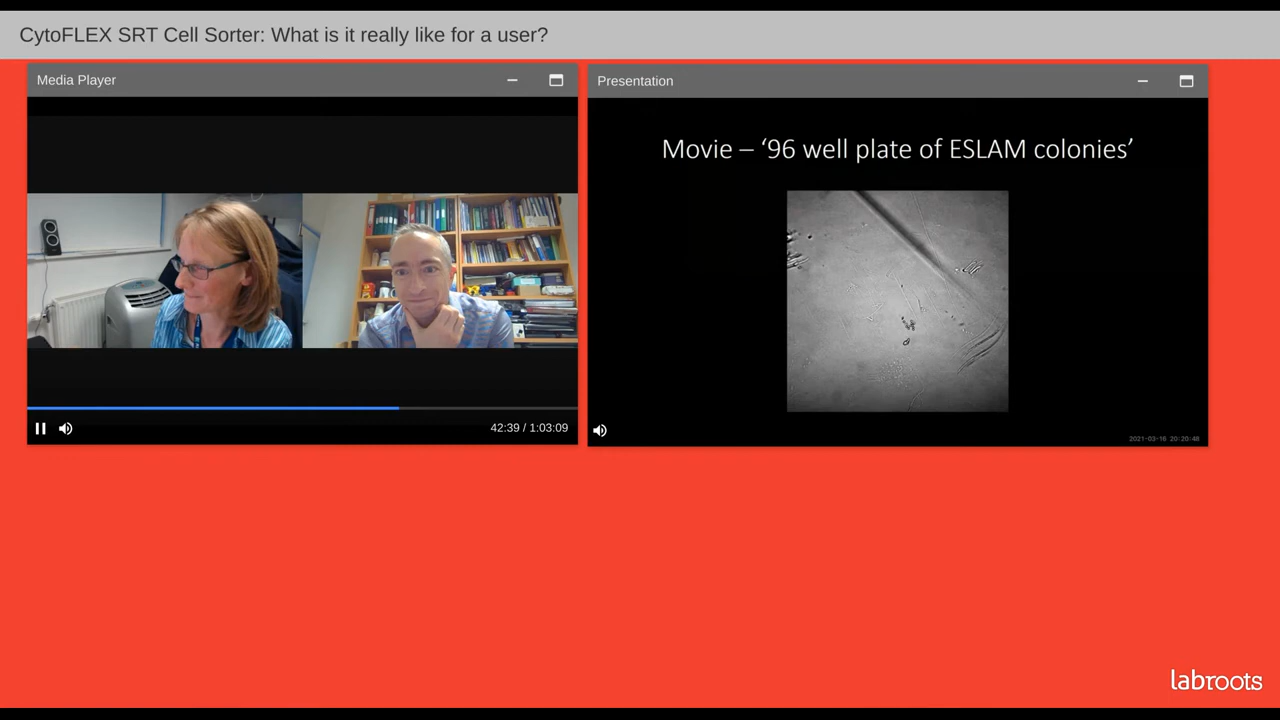 CytoFLEX SRT Cell Sorter: What is it really like for a user?
Media Player
Presentation
Movie – ‘96 well plate of ESLAM colonies’
42:39 / 1:03:09
2021-03-16 20:20:48
labroots